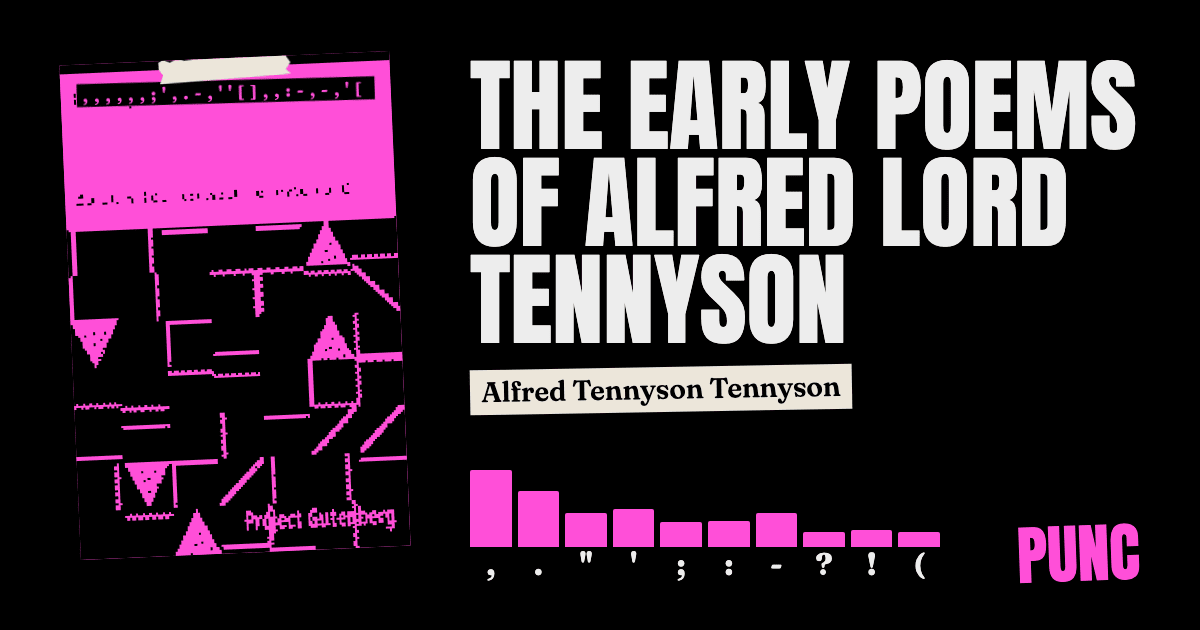 ,,,,,,;',.-,''[],,:-,-,'[
THE EARLY POEMS
OF ALFRED LORD
TENNYSON
Alfred Tennyson Tennyson
Project Gutenberg
, . " ' ; : - ? ! (
PUNC